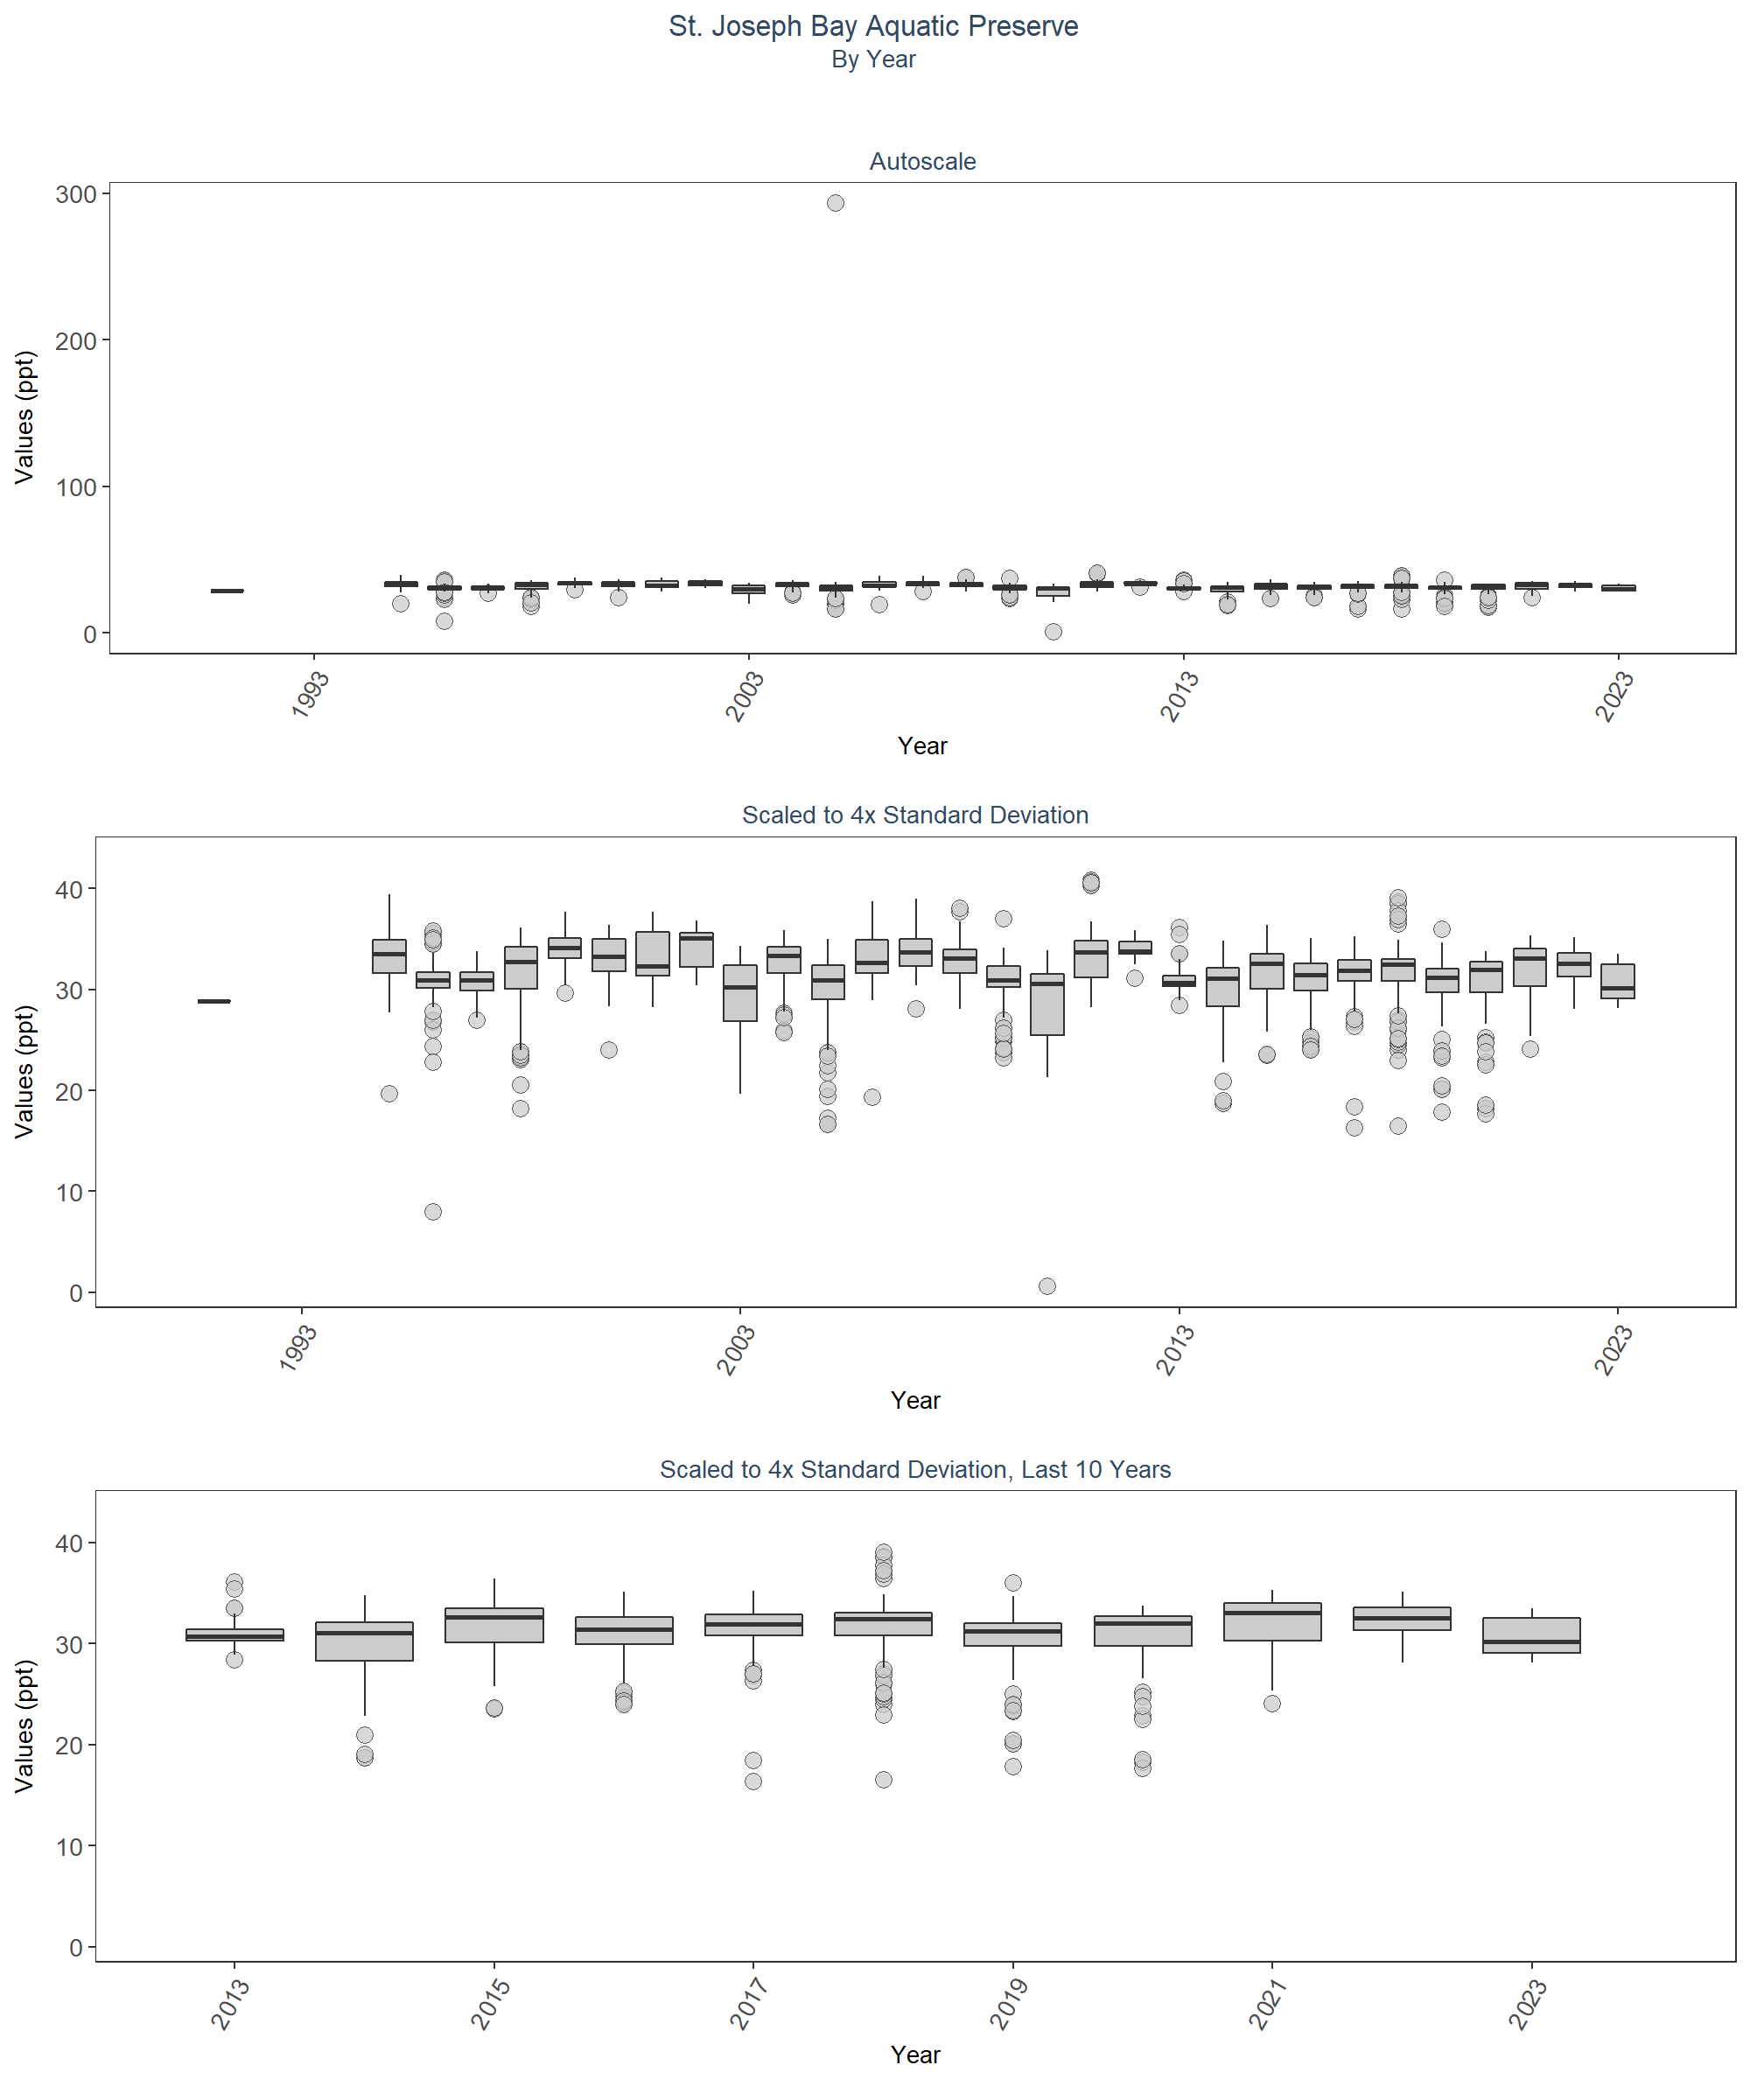 St. Joseph Bay Aquatic Preserve
By Year
Autoscale
300
200
100
0
Values (ppt)
1993
2003
2013
2023
Year
Scaled to 4x Standard Deviation
40
30
20
10
0
Values (ppt)
1993
2003
2013
2023
Year
Scaled to 4x Standard Deviation, Last 10 Years
40
30
20
10
0
Values (ppt)
2013
2015
2017
2019
2021
2023
Year